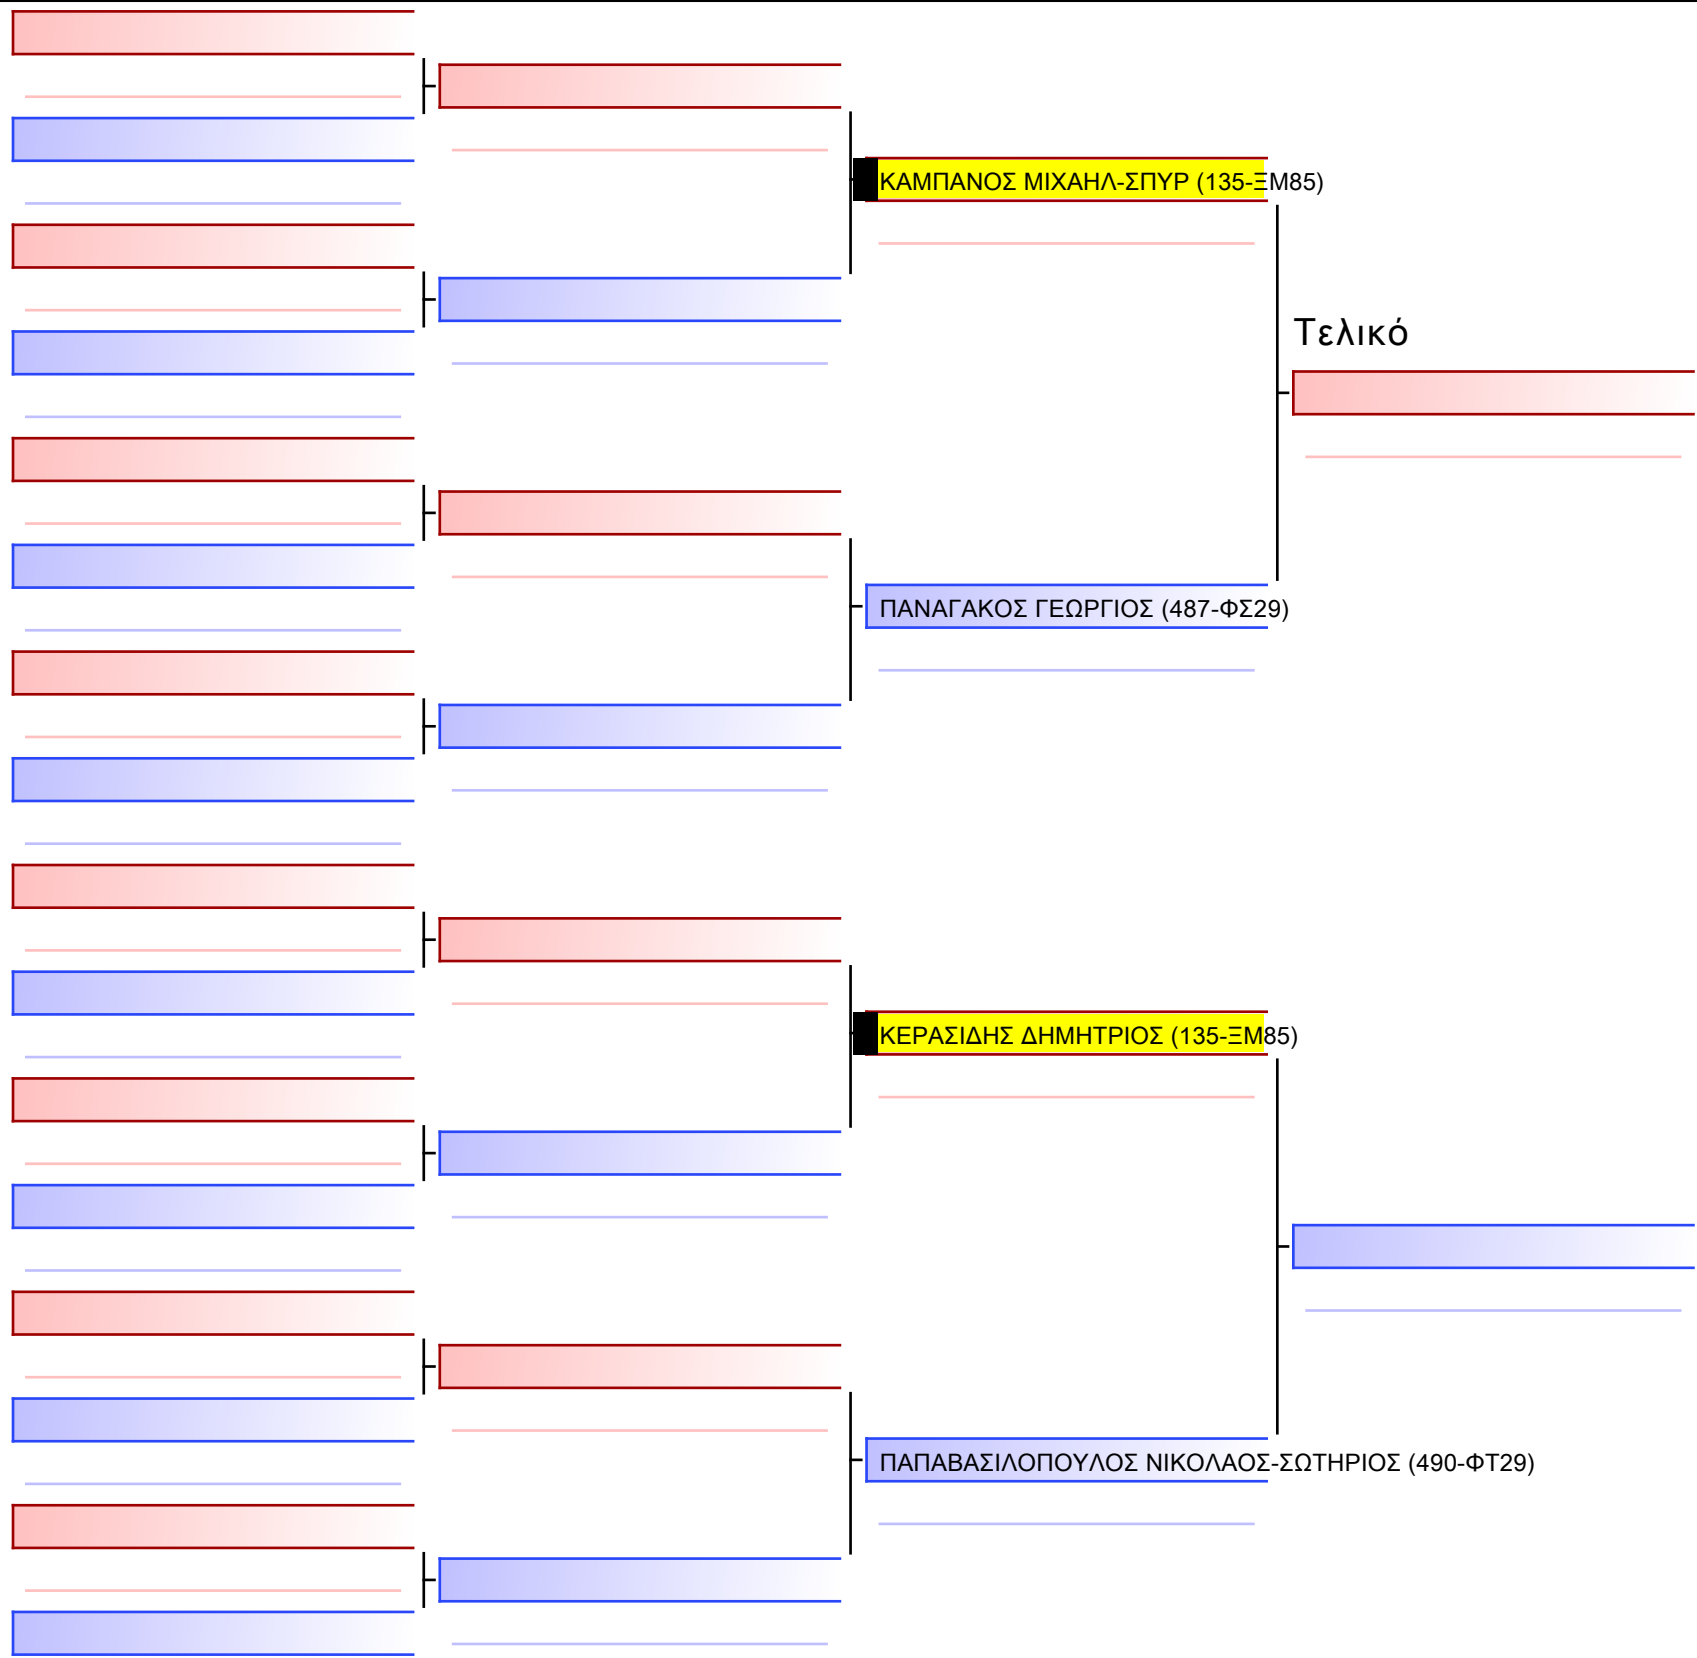 ΚΑΜΠΑΝΟΣ ΜΙΧΑΗΛ-ΣΠΥΡ (135-ΞΜ85)
Τελικό
ΠΑΝΑΓΑΚΟΣ ΓΕΩΡΓΙΟΣ (487-ΦΣ29)
ΚΕΡΑΣΙΔΗΣ ΔΗΜΗΤΡΙΟΣ (135-ΞΜ85)
ΠΑΠΑΒΑΣΙΛΟΠΟΥΛΟΣ ΝΙΚΟΛΑΟΣ-ΣΩΤΗΡΙΟΣ (490-ΦΤ29)